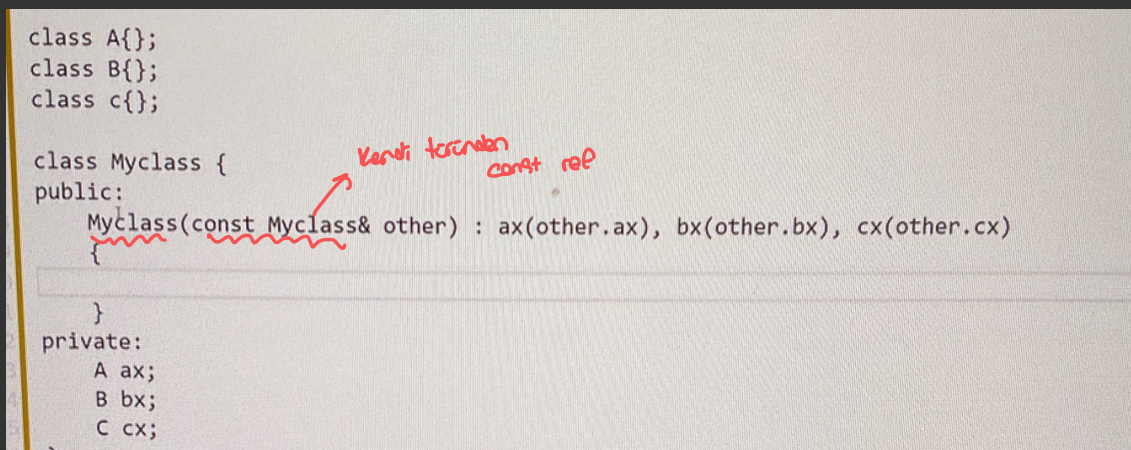 class A{};
class B{};
class c{};
class Myclass {
Kendi türünden
const ref
public:
Myclass(const Myclass& other) : ax(other.ax), bx(other.bx), cx(other.cx)
{
}
private:
A ax;
B bx;
C cx;